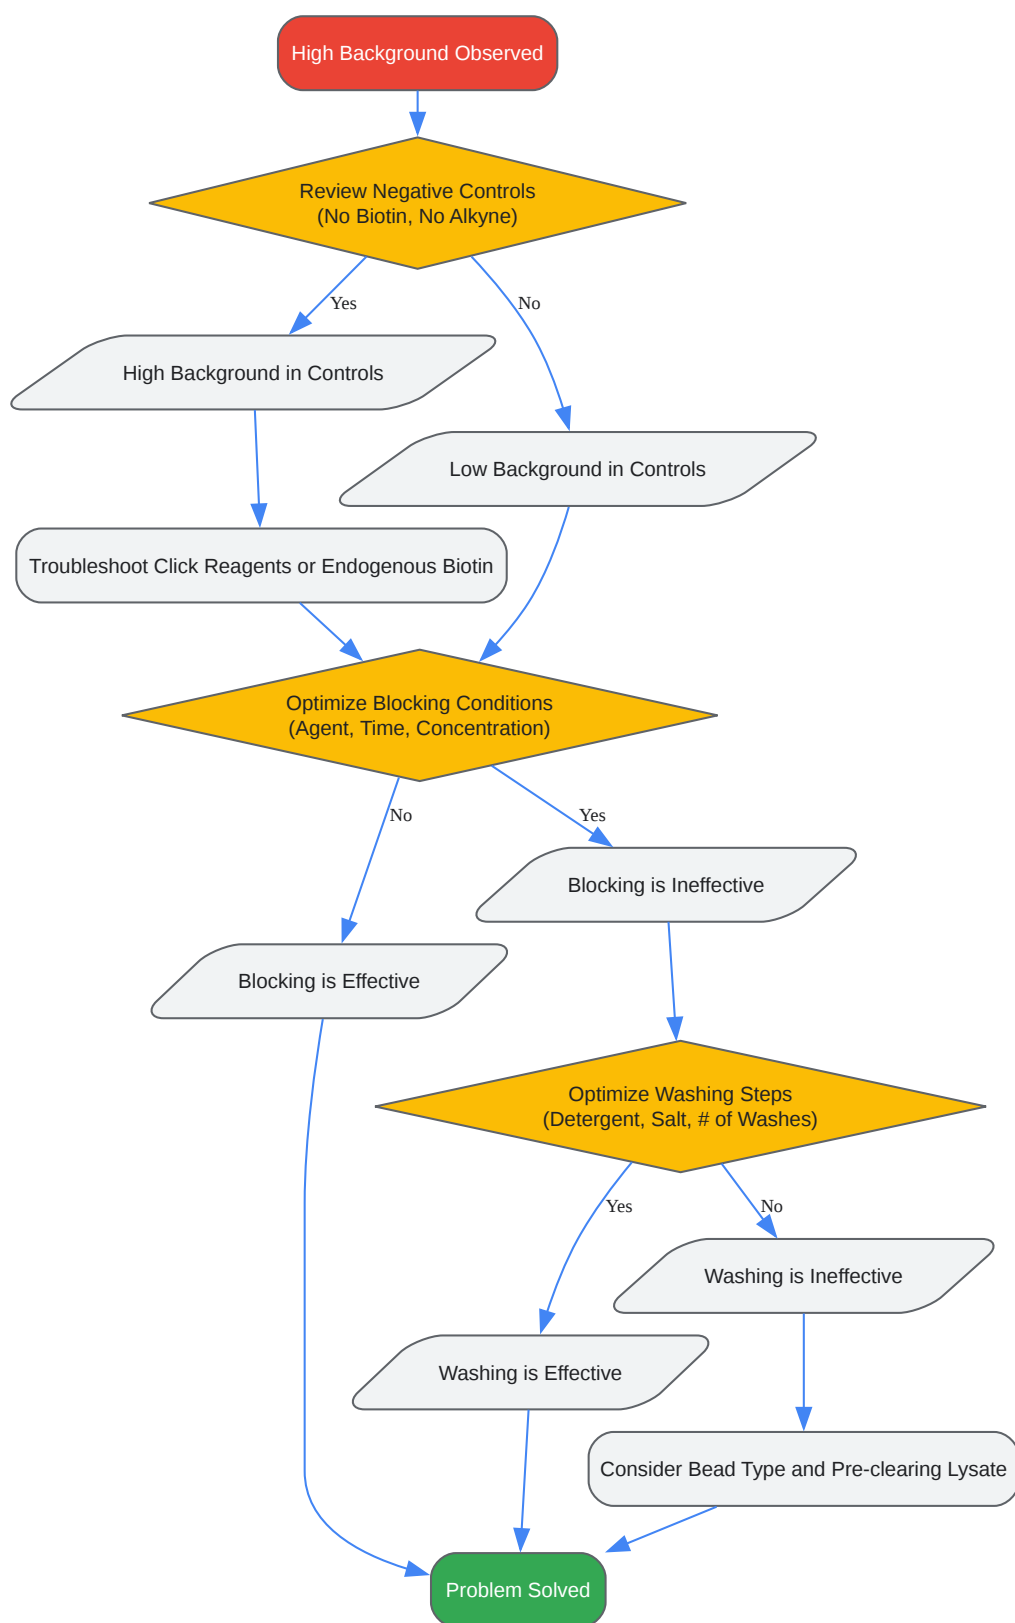 High Background Observed
Review Negative Controls
(No Biotin, No Alkyne)
Yes
No
High Background in Controls
Low Background in Controls
Troubleshoot Click Reagents or Endogenous Biotin
Optimize Blocking Conditions
(Agent, Time, Concentration)
No
Yes
Blocking is Ineffective
Blocking is Effective
Optimize Washing Steps
(Detergent, Salt, # of Washes)
Yes
No
Washing is Ineffective
Washing is Effective
Consider Bead Type and Pre-clearing Lysate
Problem Solved